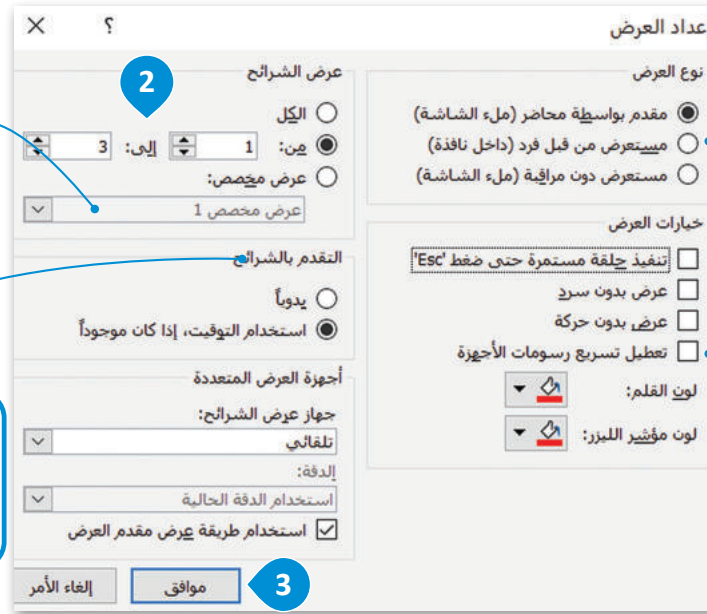 عداد العرض
؟
نوع العرض
مقدم بواسطة محاضر (ملء الشاشة)
مستعرض من قبل فرد (داخل نافذة)
مستعرض دون مراقبة (ملء الشاشة)
خيارات العرض
تنفيذ حلقة مستمرة حتى ضغط 'Esc'
عرض بدون سرد
عرض بدون حركة
تعطيل تسريع رسومات الأجهزة
لون القلم:
لون مؤشر الليزر:
عرض الشرائح
2
الكل
من: 1 إلى: 3
عرض مخصص:
عرض مخصص 1
التقدم بالشرائح
يدوياً
استخدام التوقيت، إذا كان موجوداً
أجهزة العرض المتعددة
جهاز عرض الشرائح:
تلقائي
الدقة:
استخدام الدقة الحالية
استخدام طريقة عرض مقدم العرض
3
موافق
إلغاء الأمر